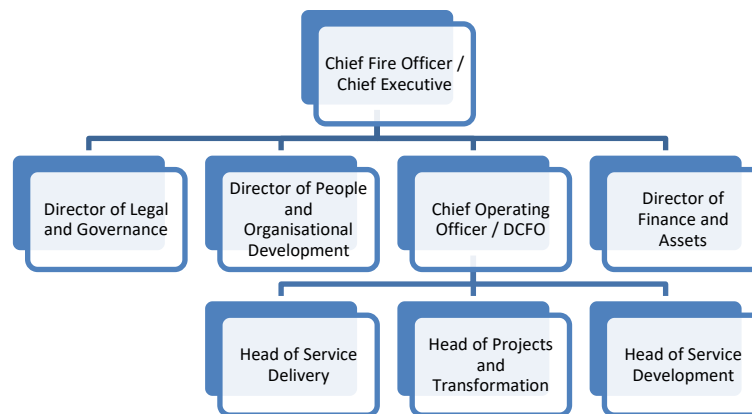 Chief Fire Officer /
Chief Executive
Director of Legal
and Governance
Director of People
and
Organisational
Development
Chief Operating
Officer / DCFO
Director of
Finance and
Assets
Head of Service
Delivery
Head of Projects
and
Transformation
Head of Service
Development